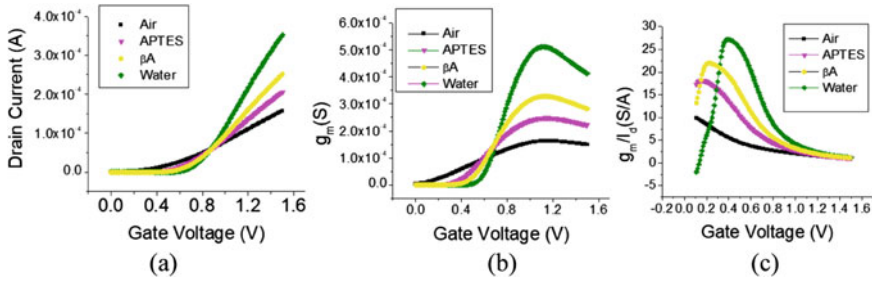 Drain Current (A)
4.0x10⁻⁴
3.0x10⁻⁴
2.0x10⁻⁴
1.0x10⁻⁴
0.0
Air
APTES
βA
Water
0.0 0.4 0.8 1.2 1.6
Gate Voltage (V)
(a)
gₘ(S)
6.0x10⁻⁴
5.0x10⁻⁴
4.0x10⁻⁴
3.0x10⁻⁴
2.0x10⁻⁴
1.0x10⁻⁴
0.0
Air
APTES
βA
Water
0.0 0.4 0.8 1.2 1.6
Gate Voltage (V)
(b)
gₘ/I_d(S/A)
30
25
20
15
10
5
0
-5
Air
APTES
βA
Water
-0.2 0.0 0.2 0.4 0.6 0.8 1.0 1.2 1.4 1.6
Gate Voltage (V)
(c)